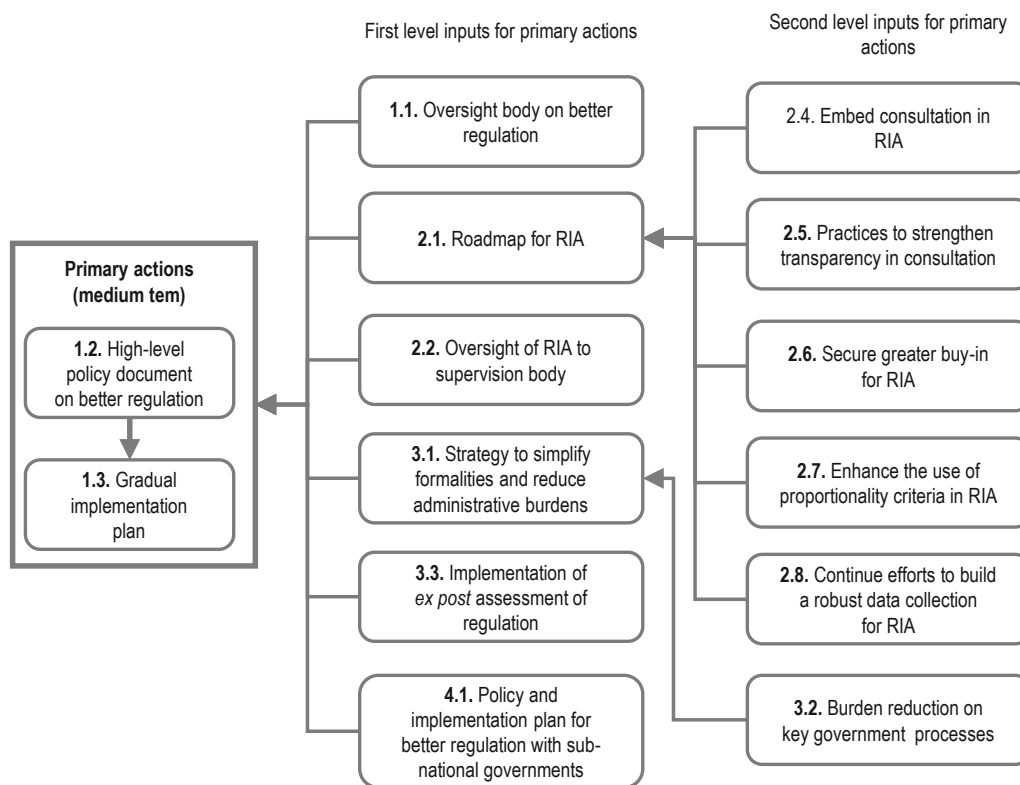 First level inputs for primary actions
Second level inputs for primary
actions
Primary actions
(medium tem)
1.2. High-level
policy document
on better regulation
1.3. Gradual
implementation
plan
1.1. Oversight body on better
regulation
2.1. Roadmap for RIA
2.2. Oversight of RIA to
supervision body
3.1. Strategy to simplify
formalities and reduce
administrative burdens
3.3. Implementation of
ex post assessment of
regulation
4.1. Policy and
implementation plan for
better regulation with sub-
national governments
2.4. Embed consultation in
RIA
2.5. Practices to strengthen
transparency in consultation
2.6. Secure greater buy-in
for RIA
2.7. Enhance the use of
proportionality criteria in RIA
2.8. Continue efforts to build
a robust data collection
for RIA
3.2. Burden reduction on
key government processes